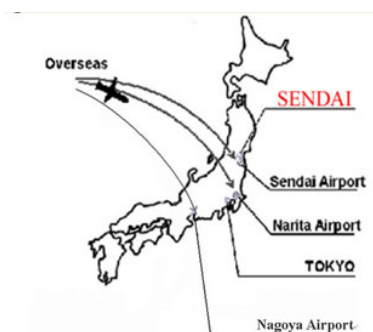 Overseas
SENDAI
Sendai Airport
Narita Airport
TOKYO
Nagoya Airport